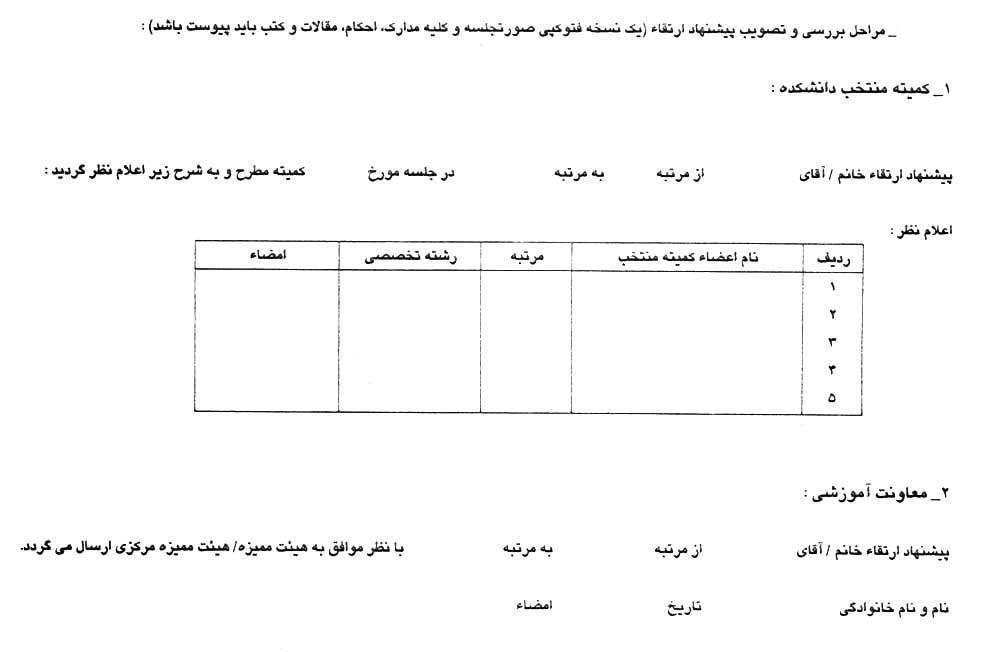 _ مراحل بررسی و تصویب پیشنهاد ارتقاء (یک نسخه فتوکپی صورتجلسه و کلیه مدارک، احکام، مقالات و کتب باید پیوست باشد) :
۱_ کمیته منتخب دانشکده :
پیشنهاد ارتقاء خانم / آقای از مرتبه به مرتبه در جلسه مورخ کمیته مطرح و به شرح زیر اعلام نظر گردید :
اعلام نظر :
ردیف نام اعضاء کمیته منتخب مرتبه رشته تخصصی امضاء
۱
۲
۳
۴
۵
۲_ معاونت آموزشی :
پیشنهاد ارتقاء خانم / آقای از مرتبه به مرتبه با نظر موافق به هیئت ممیزه/ هیئت ممیزه مرکزی ارسال می گردد.
نام و نام خانوادگی تاریخ امضاء